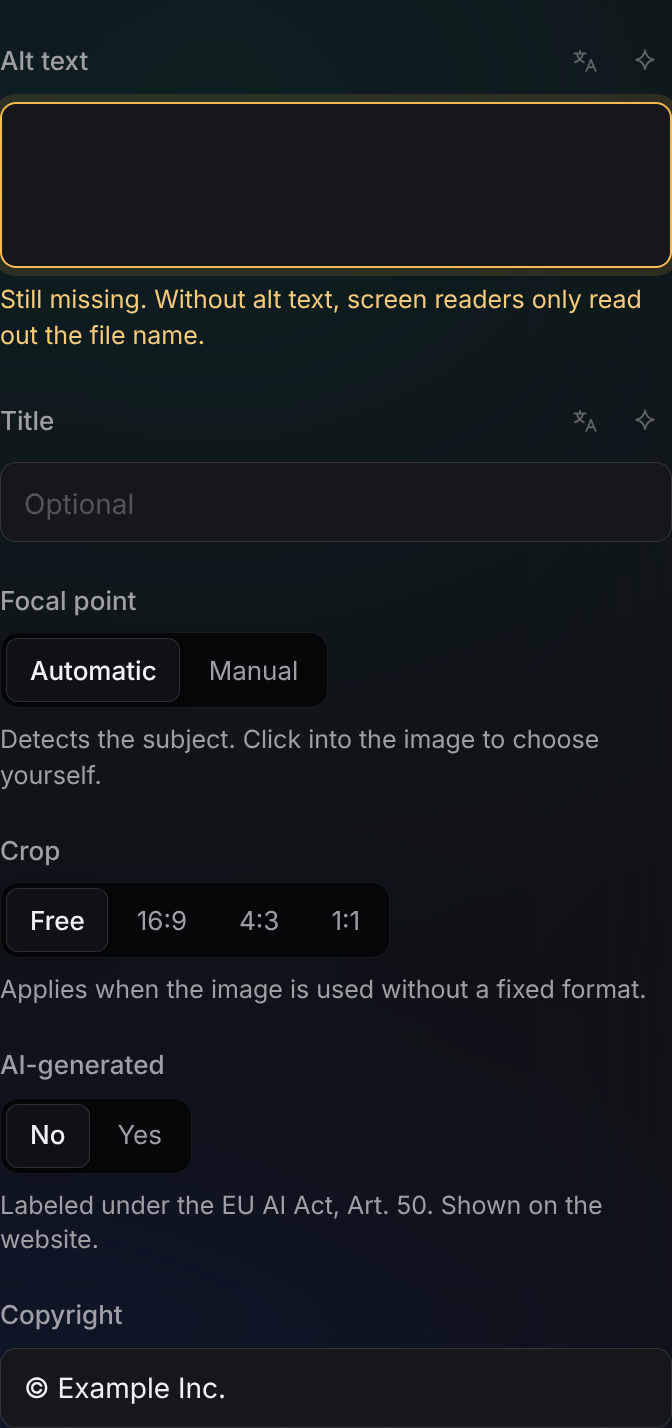 Alt text
Still missing. Without alt text, screen readers only read
out the file name.
Title
Optional
Focal point
Automatic Manual
Detects the subject. Click into the image to choose
yourself.
Crop
Free 16:9 4:3 1:1
Applies when the image is used without a fixed format.
AI-generated
No Yes
Labeled under the EU AI Act, Art. 50. Shown on the
website.
Copyright
© Example Inc.